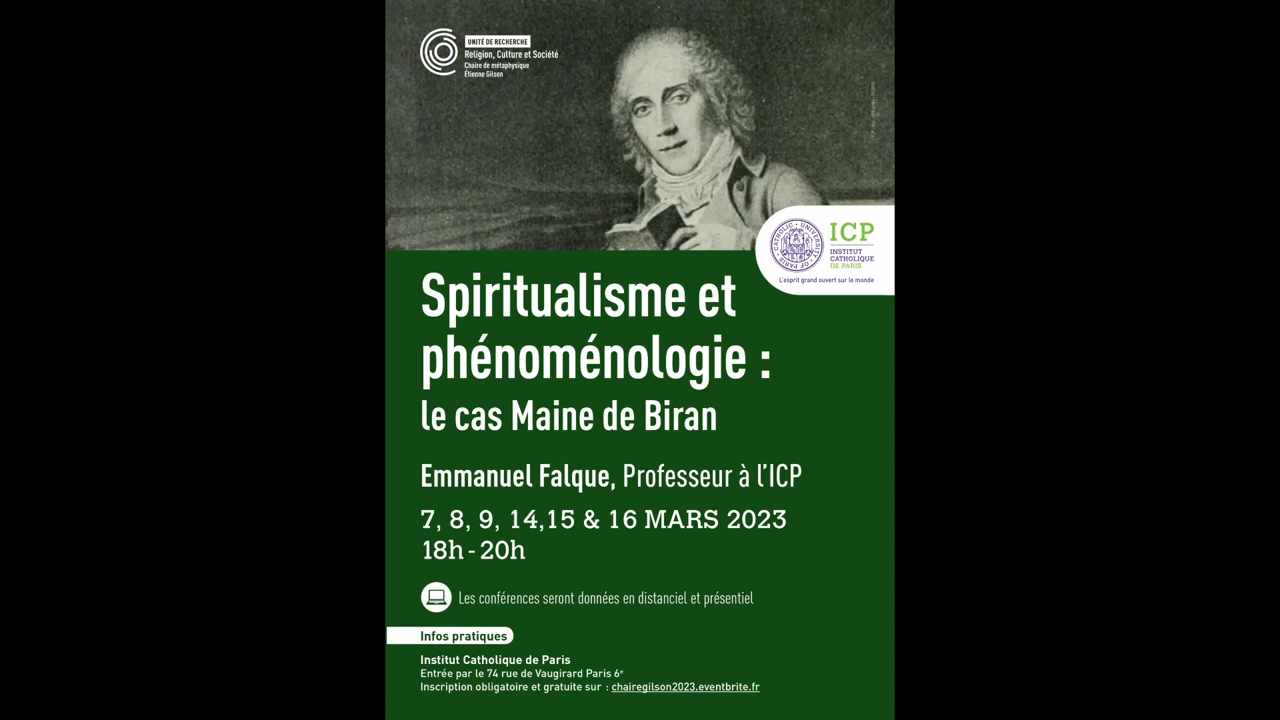 UNITÉ DE RECHERCHE
Religion, Culture et Société
Chaire de métaphysique
Étienne Gilson
CATHOLIC · UNIVERSITY OF PARIS
ICP
INSTITUT
CATHOLIQUE
DE PARIS
L'esprit grand ouvert sur le monde
Spiritualisme et
phénoménologie :
le cas Maine de Biran
Emmanuel Falque, Professeur à l'ICP
7, 8, 9, 14,15 & 16 MARS 2023
18h - 20h
Les conférences seront données en distanciel et présentiel
Infos pratiques
Institut Catholique de Paris
Entrée par le 74 rue de Vaugirard Paris 6e
Inscription obligatoire et gratuite sur : chairegilson2023.eventbrite.fr